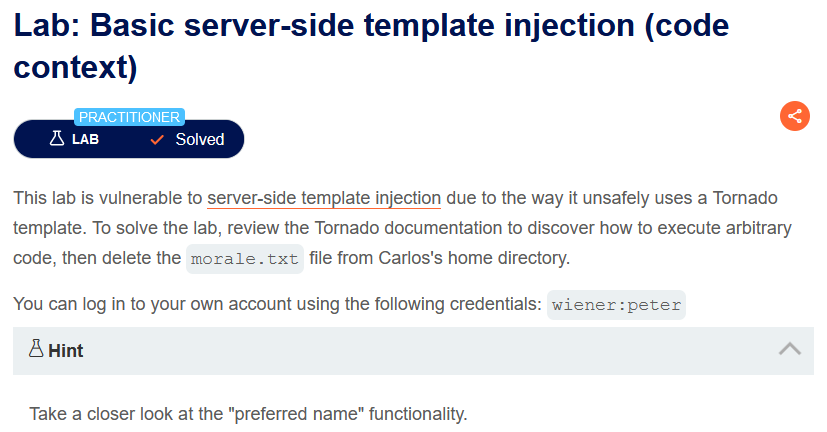 Lab: Basic server-side template injection (code
context)
PRACTITIONER
LAB Solved
This lab is vulnerable to server-side template injection due to the way it unsafely uses a Tornado
template. To solve the lab, review the Tornado documentation to discover how to execute arbitrary
code, then delete the morale.txt file from Carlos's home directory.
You can log in to your own account using the following credentials: wiener:peter
Hint
Take a closer look at the "preferred name" functionality.